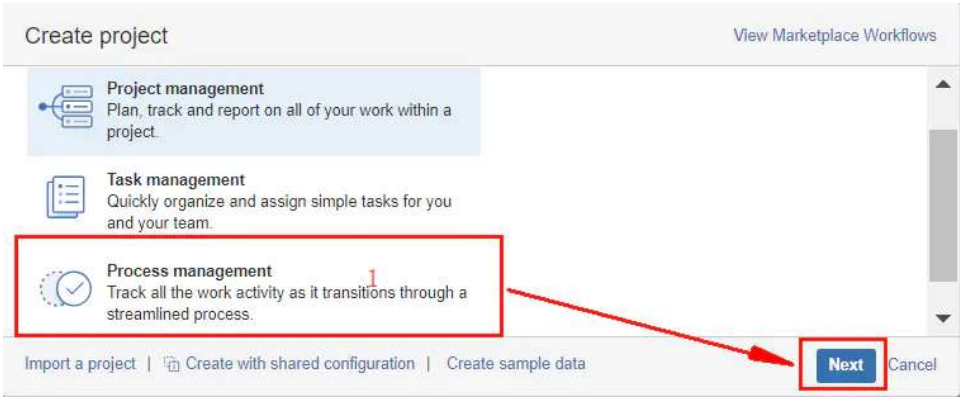 Create project
View Marketplace Workflows
Project management
Plan, track and report on all of your work within a
project.
Task management
Quickly organize and assign simple tasks for you
and your team.
Process management
1
Track all the work activity as it transitions through a
streamlined process.
Import a project | Create with shared configuration | Create sample data
Next Cancel